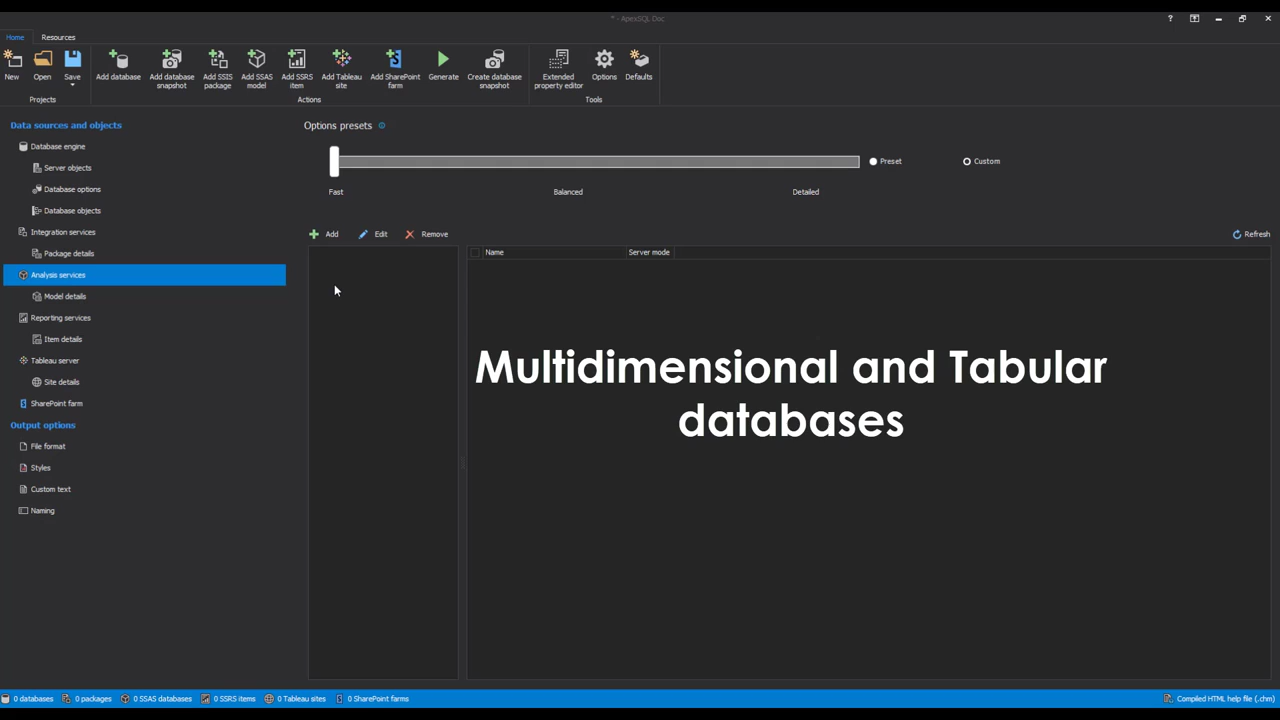 * - ApexSQL Doc
?
Home Resources
New
Open
Save
Add database
Add database snapshot
Add SSIS package
Add SSAS model
Add SSRS item
Add Tableau site
Add SharePoint farm
Generate
Create database snapshot
Extended property editor
Options
Defaults
Projects
Actions
Tools
Data sources and objects
Database engine
Server objects
Database options
Database objects
Integration services
Package details
Analysis services
Model details
Reporting services
Item details
Tableau server
Site details
SharePoint farm
Output options
File format
Styles
Custom text
Naming
Options presets
Preset
Custom
Fast
Balanced
Detailed
Add
Edit
Remove
Refresh
Name
Server mode
Multidimensional and Tabular
databases
0 databases
0 packages
0 SSAS databases
0 SSRS items
0 Tableau sites
0 SharePoint farms
Compiled HTML help file (.chm)